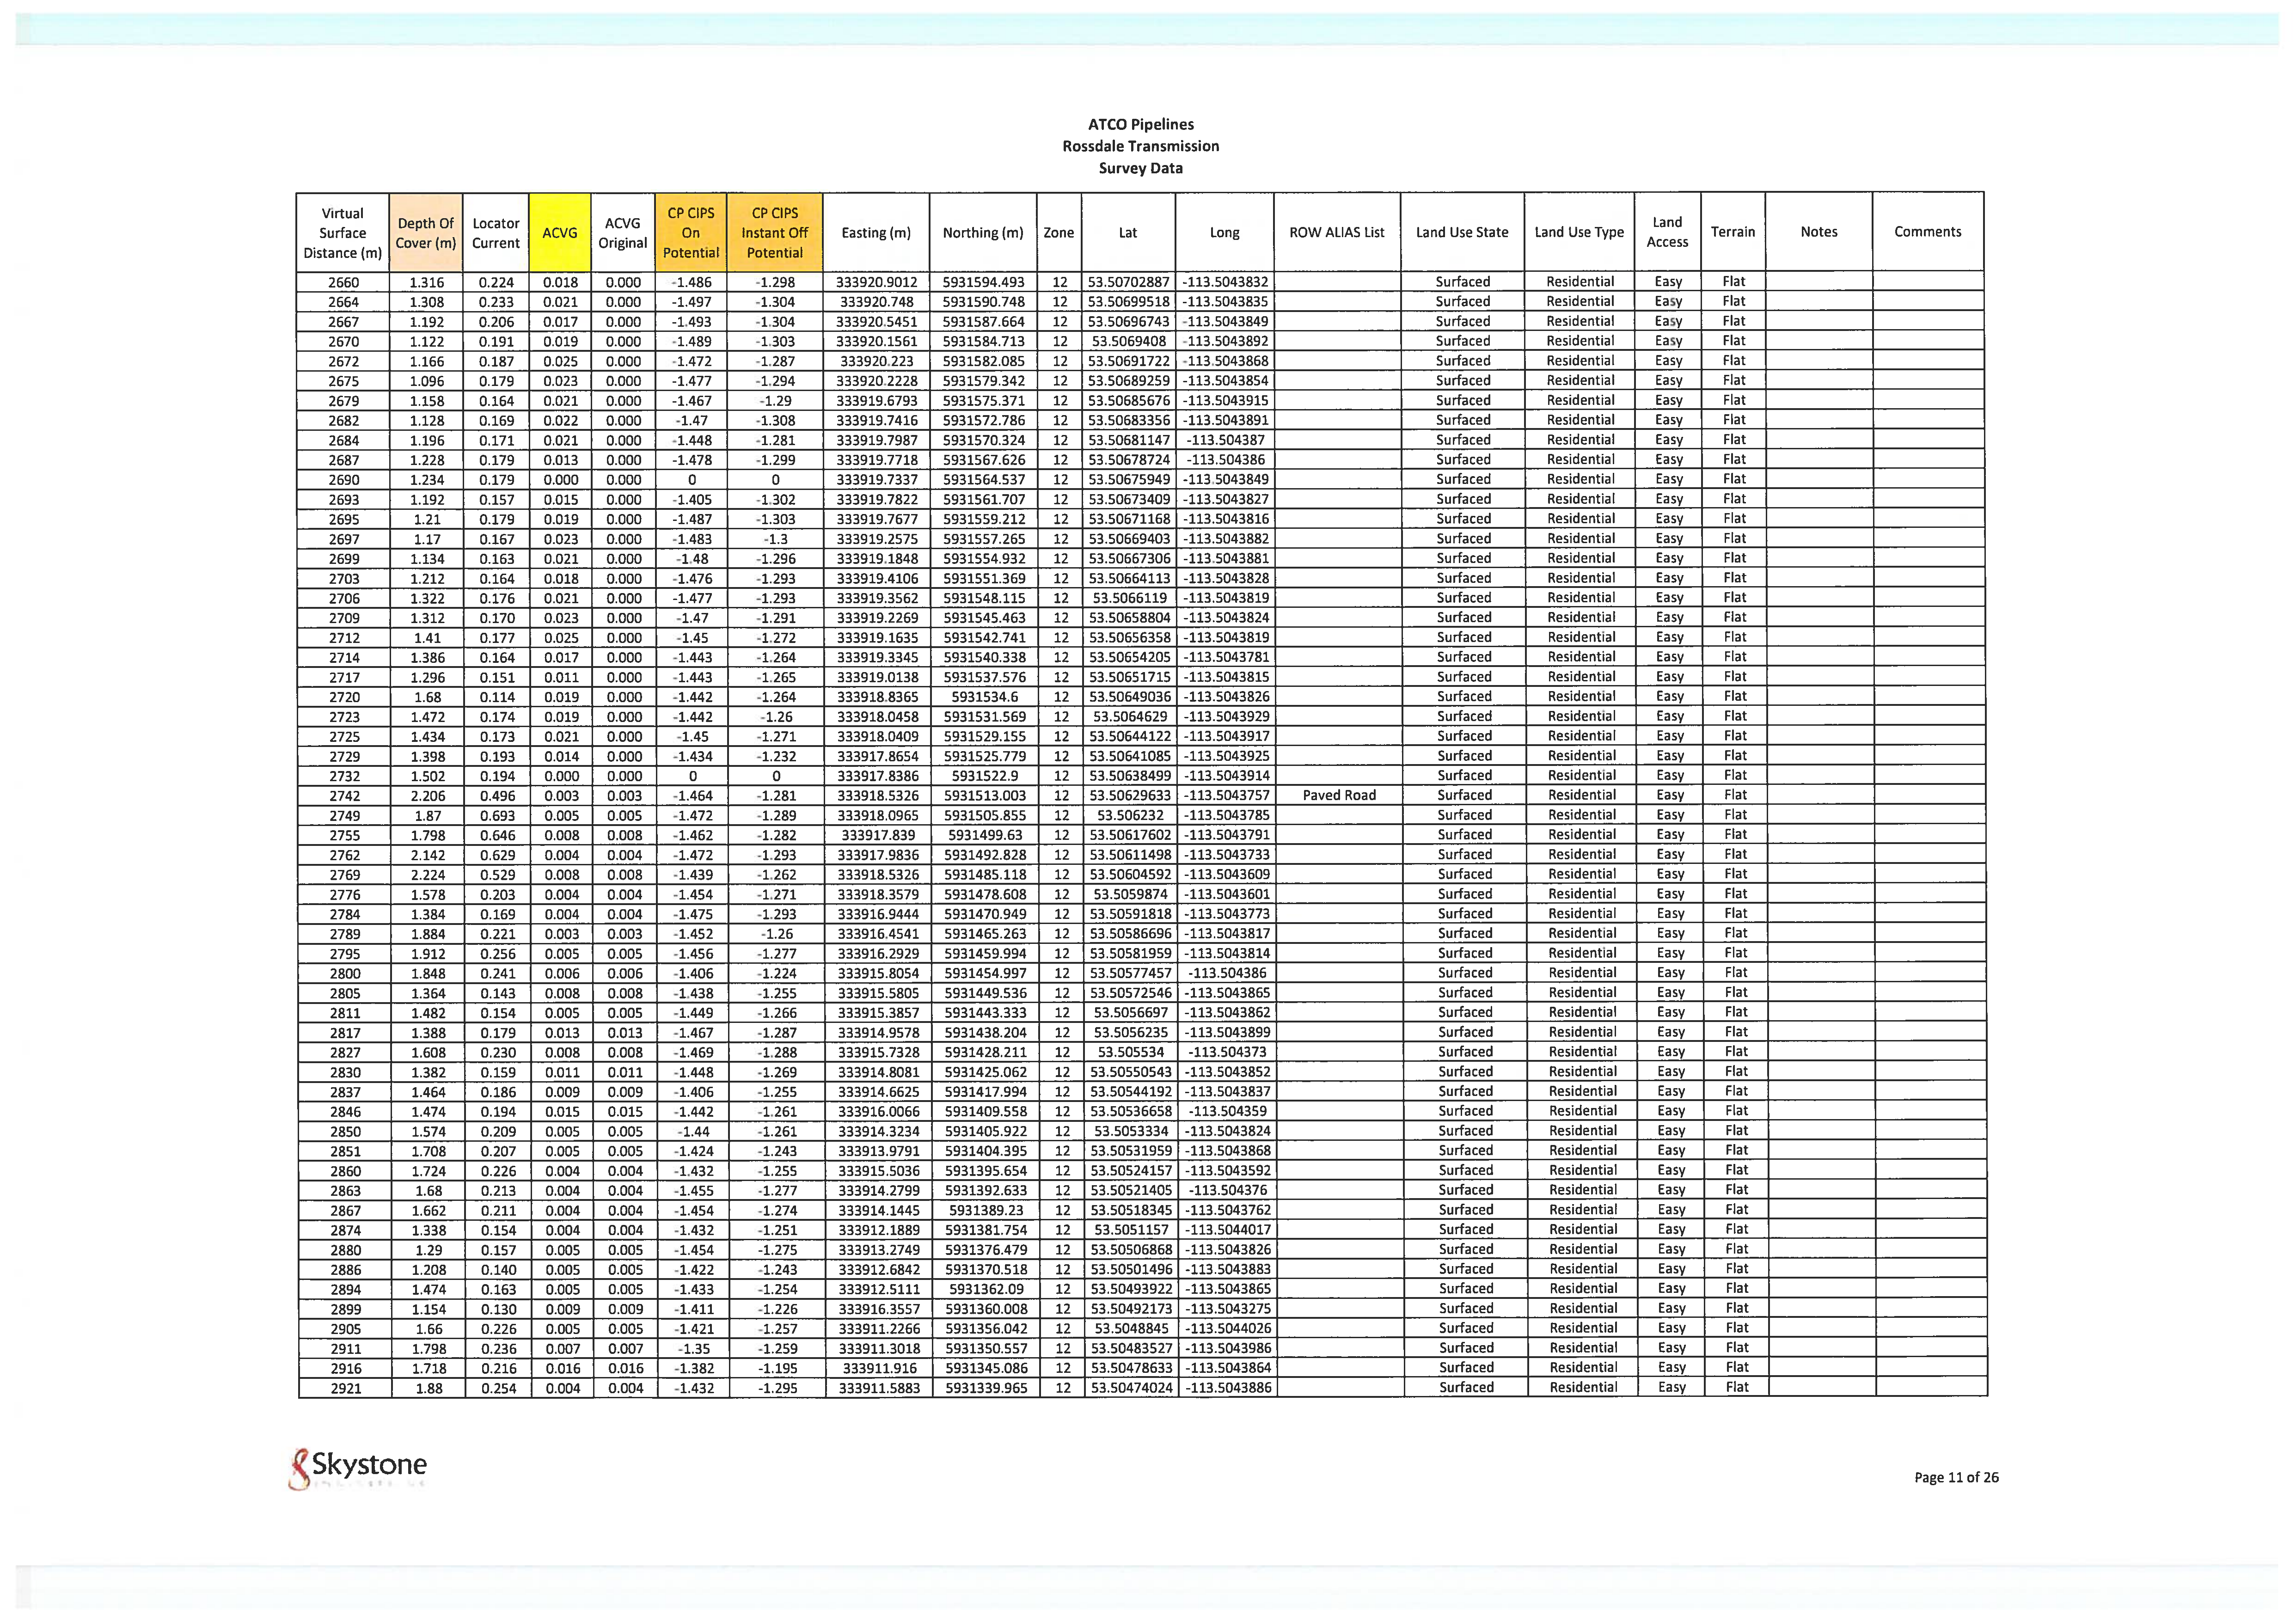 ATCO Pipelines
Rossdale Transmission
Survey Data
Virtual Surface Distance (m) Depth Of Cover (m) Locator Current ACVG ACVG Original CP CIPS On Potential CP CIPS Instant Off Potential Easting (m) Northing (m) Zone Lat Long ROW ALIAS List Land Use State Land Use Type Land Access Terrain Notes Comments
2660 1.316 0.224 0.018 0.000 -1.486 -1.298 333920.9012 5931594.493 12 53.50702887 -113.5043832 Surfaced Residential Easy Flat
2664 1.308 0.233 0.021 0.000 -1.497 -1.304 333920.748 5931590.748 12 53.50699518 -113.5043835 Surfaced Residential Easy Flat
2667 1.192 0.206 0.017 0.000 -1.493 -1.304 333920.5451 5931587.664 12 53.50696743 -113.5043849 Surfaced Residential Easy Flat
2670 1.122 0.191 0.019 0.000 -1.489 -1.303 333920.1561 5931584.713 12 53.5069408 -113.5043892 Surfaced Residential Easy Flat
2672 1.166 0.187 0.025 0.000 -1.472 -1.287 333920.223 5931582.085 12 53.50691722 -113.5043868 Surfaced Residential Easy Flat
2675 1.096 0.179 0.023 0.000 -1.477 -1.294 333920.2228 5931579.342 12 53.50689259 -113.5043854 Surfaced Residential Easy Flat
2679 1.158 0.164 0.021 0.000 -1.467 -1.29 333919.6793 5931575.371 12 53.50685676 -113.5043915 Surfaced Residential Easy Flat
2682 1.128 0.169 0.022 0.000 -1.47 -1.308 333919.7416 5931572.786 12 53.50683356 -113.5043891 Surfaced Residential Easy Flat
2684 1.196 0.171 0.021 0.000 -1.448 -1.281 333919.7987 5931570.324 12 53.50681147 -113.504387 Surfaced Residential Easy Flat
2687 1.228 0.179 0.013 0.000 -1.478 -1.299 333919.7718 5931567.626 12 53.50678724 -113.504386 Surfaced Residential Easy Flat
2690 1.234 0.179 0.000 0.000 0 0 333919.7337 5931564.537 12 53.50675949 -113.5043849 Surfaced Residential Easy Flat
2693 1.192 0.157 0.015 0.000 -1.405 -1.302 333919.7822 5931561.707 12 53.50673409 -113.5043827 Surfaced Residential Easy Flat
2695 1.21 0.179 0.019 0.000 -1.487 -1.303 333919.7677 5931559.212 12 53.50671168 -113.5043816 Surfaced Residential Easy Flat
2697 1.17 0.167 0.023 0.000 -1.483 -1.3 333919.2575 5931557.265 12 53.50669403 -113.5043882 Surfaced Residential Easy Flat
2699 1.134 0.163 0.021 0.000 -1.48 -1.296 333919.1848 5931554.932 12 53.50667306 -113.5043881 Surfaced Residential Easy Flat
2703 1.212 0.164 0.018 0.000 -1.476 -1.293 333919.4106 5931551.369 12 53.50664113 -113.5043828 Surfaced Residential Easy Flat
2706 1.322 0.176 0.021 0.000 -1.477 -1.293 333919.3562 5931548.115 12 53.5066119 -113.5043819 Surfaced Residential Easy Flat
2709 1.312 0.170 0.023 0.000 -1.47 -1.291 333919.2269 5931545.463 12 53.50658804 -113.5043824 Surfaced Residential Easy Flat
2712 1.41 0.177 0.025 0.000 -1.45 -1.272 333919.1635 5931542.741 12 53.50656358 -113.5043819 Surfaced Residential Easy Flat
2714 1.386 0.164 0.017 0.000 -1.443 -1.264 333919.3345 5931540.338 12 53.50654205 -113.5043781 Surfaced Residential Easy Flat
2717 1.296 0.151 0.011 0.000 -1.443 -1.265 333919.0138 5931537.576 12 53.50651715 -113.5043815 Surfaced Residential Easy Flat
2720 1.68 0.114 0.019 0.000 -1.442 -1.264 333918.8365 5931534.6 12 53.50649036 -113.5043826 Surfaced Residential Easy Flat
2723 1.472 0.174 0.019 0.000 -1.442 -1.26 333918.0458 5931531.569 12 53.5064629 -113.5043929 Surfaced Residential Easy Flat
2725 1.434 0.173 0.021 0.000 -1.45 -1.271 333918.0409 5931529.155 12 53.50644122 -113.5043917 Surfaced Residential Easy Flat
2729 1.398 0.193 0.014 0.000 -1.434 -1.232 333917.8654 5931525.779 12 53.50641085 -113.5043925 Surfaced Residential Easy Flat
2732 1.502 0.194 0.000 0.000 0 0 333917.8386 5931522.9 12 53.50638499 -113.5043914 Surfaced Residential Easy Flat
2742 2.206 0.496 0.003 0.003 -1.464 -1.281 333918.5326 5931513.003 12 53.50629633 -113.5043757 Paved Road Surfaced Residential Easy Flat
2749 1.87 0.693 0.005 0.005 -1.472 -1.289 333918.0965 5931505.855 12 53.506232 -113.5043785 Surfaced Residential Easy Flat
2755 1.798 0.646 0.008 0.008 -1.462 -1.282 333917.839 5931499.63 12 53.50617602 -113.5043791 Surfaced Residential Easy Flat
2762 2.142 0.629 0.004 0.004 -1.472 -1.293 333917.9836 5931492.828 12 53.50611498 -113.5043733 Surfaced Residential Easy Flat
2769 2.224 0.529 0.008 0.008 -1.439 -1.262 333918.5326 5931485.118 12 53.50604592 -113.5043609 Surfaced Residential Easy Flat
2776 1.578 0.203 0.004 0.004 -1.454 -1.271 333918.3579 5931478.608 12 53.5059874 -113.5043601 Surfaced Residential Easy Flat
2784 1.384 0.169 0.004 0.004 -1.475 -1.293 333916.9444 5931470.949 12 53.50591818 -113.5043773 Surfaced Residential Easy Flat
2789 1.884 0.221 0.003 0.003 -1.452 -1.26 333916.4541 5931465.263 12 53.50586696 -113.5043817 Surfaced Residential Easy Flat
2795 1.912 0.256 0.005 0.005 -1.456 -1.277 333916.2929 5931459.994 12 53.50581959 -113.5043814 Surfaced Residential Easy Flat
2800 1.848 0.241 0.006 0.006 -1.406 -1.224 333915.8054 5931454.997 12 53.50577457 -113.504386 Surfaced Residential Easy Flat
2805 1.364 0.143 0.008 0.008 -1.438 -1.255 333915.5805 5931449.536 12 53.50572546 -113.5043865 Surfaced Residential Easy Flat
2811 1.482 0.154 0.005 0.005 -1.449 -1.266 333915.3857 5931443.333 12 53.5056697 -113.5043862 Surfaced Residential Easy Flat
2817 1.388 0.179 0.013 0.013 -1.467 -1.287 333914.9578 5931438.204 12 53.5056235 -113.5043899 Surfaced Residential Easy Flat
2827 1.608 0.230 0.008 0.008 -1.469 -1.288 333915.7328 5931428.211 12 53.505534 -113.504373 Surfaced Residential Easy Flat
2830 1.382 0.159 0.011 0.011 -1.448 -1.269 333914.8081 5931425.062 12 53.50550543 -113.5043852 Surfaced Residential Easy Flat
2837 1.464 0.186 0.009 0.009 -1.406 -1.255 333914.6625 5931417.994 12 53.50544192 -113.5043837 Surfaced Residential Easy Flat
2846 1.474 0.194 0.015 0.015 -1.442 -1.261 333916.0066 5931409.558 12 53.50536658 -113.504359 Surfaced Residential Easy Flat
2850 1.574 0.209 0.005 0.005 -1.44 -1.261 333914.3234 5931405.922 12 53.5053334 -113.5043824 Surfaced Residential Easy Flat
2851 1.708 0.207 0.005 0.005 -1.424 -1.243 333913.9791 5931404.395 12 53.50531959 -113.5043868 Surfaced Residential Easy Flat
2860 1.724 0.226 0.004 0.004 -1.432 -1.255 333915.5036 5931395.654 12 53.50524157 -113.5043592 Surfaced Residential Easy Flat
2863 1.68 0.213 0.004 0.004 -1.455 -1.277 333914.2799 5931392.633 12 53.50521405 -113.504376 Surfaced Residential Easy Flat
2867 1.662 0.211 0.004 0.004 -1.454 -1.274 333914.1445 5931389.23 12 53.50518345 -113.5043762 Surfaced Residential Easy Flat
2874 1.338 0.154 0.004 0.004 -1.432 -1.251 333912.1889 5931381.754 12 53.5051157 -113.5044017 Surfaced Residential Easy Flat
2880 1.29 0.157 0.005 0.005 -1.454 -1.275 333913.2749 5931376.479 12 53.50506868 -113.5043826 Surfaced Residential Easy Flat
2886 1.208 0.140 0.005 0.005 -1.422 -1.243 333912.6842 5931370.518 12 53.50501496 -113.5043883 Surfaced Residential Easy Flat
2894 1.474 0.163 0.005 0.005 -1.433 -1.254 333912.5111 5931362.09 12 53.50493922 -113.5043865 Surfaced Residential Easy Flat
2899 1.154 0.130 0.009 0.009 -1.411 -1.226 333916.3557 5931360.008 12 53.50492173 -113.5043275 Surfaced Residential Easy Flat
2905 1.66 0.226 0.005 0.005 -1.421 -1.257 333911.2266 5931356.042 12 53.5048845 -113.5044026 Surfaced Residential Easy Flat
2911 1.798 0.236 0.007 0.007 -1.35 -1.259 333911.3018 5931350.557 12 53.50483527 -113.5043986 Surfaced Residential Easy Flat
2916 1.718 0.216 0.016 0.016 -1.382 -1.195 333911.916 5931345.086 12 53.50478633 -113.5043864 Surfaced Residential Easy Flat
2921 1.88 0.254 0.004 0.004 -1.432 -1.295 333911.5883 5931339.965 12 53.50474024 -113.5043886 Surfaced Residential Easy Flat
Skystone
Page 11 of 26